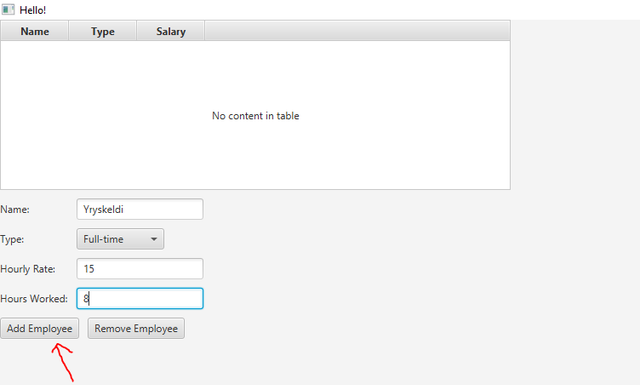 Hello!
Name Type Salary
No content in table
Name: Yryskeldi
Type: Full-time
Hourly Rate: 15
Hours Worked: 8
Add Employee Remove Employee